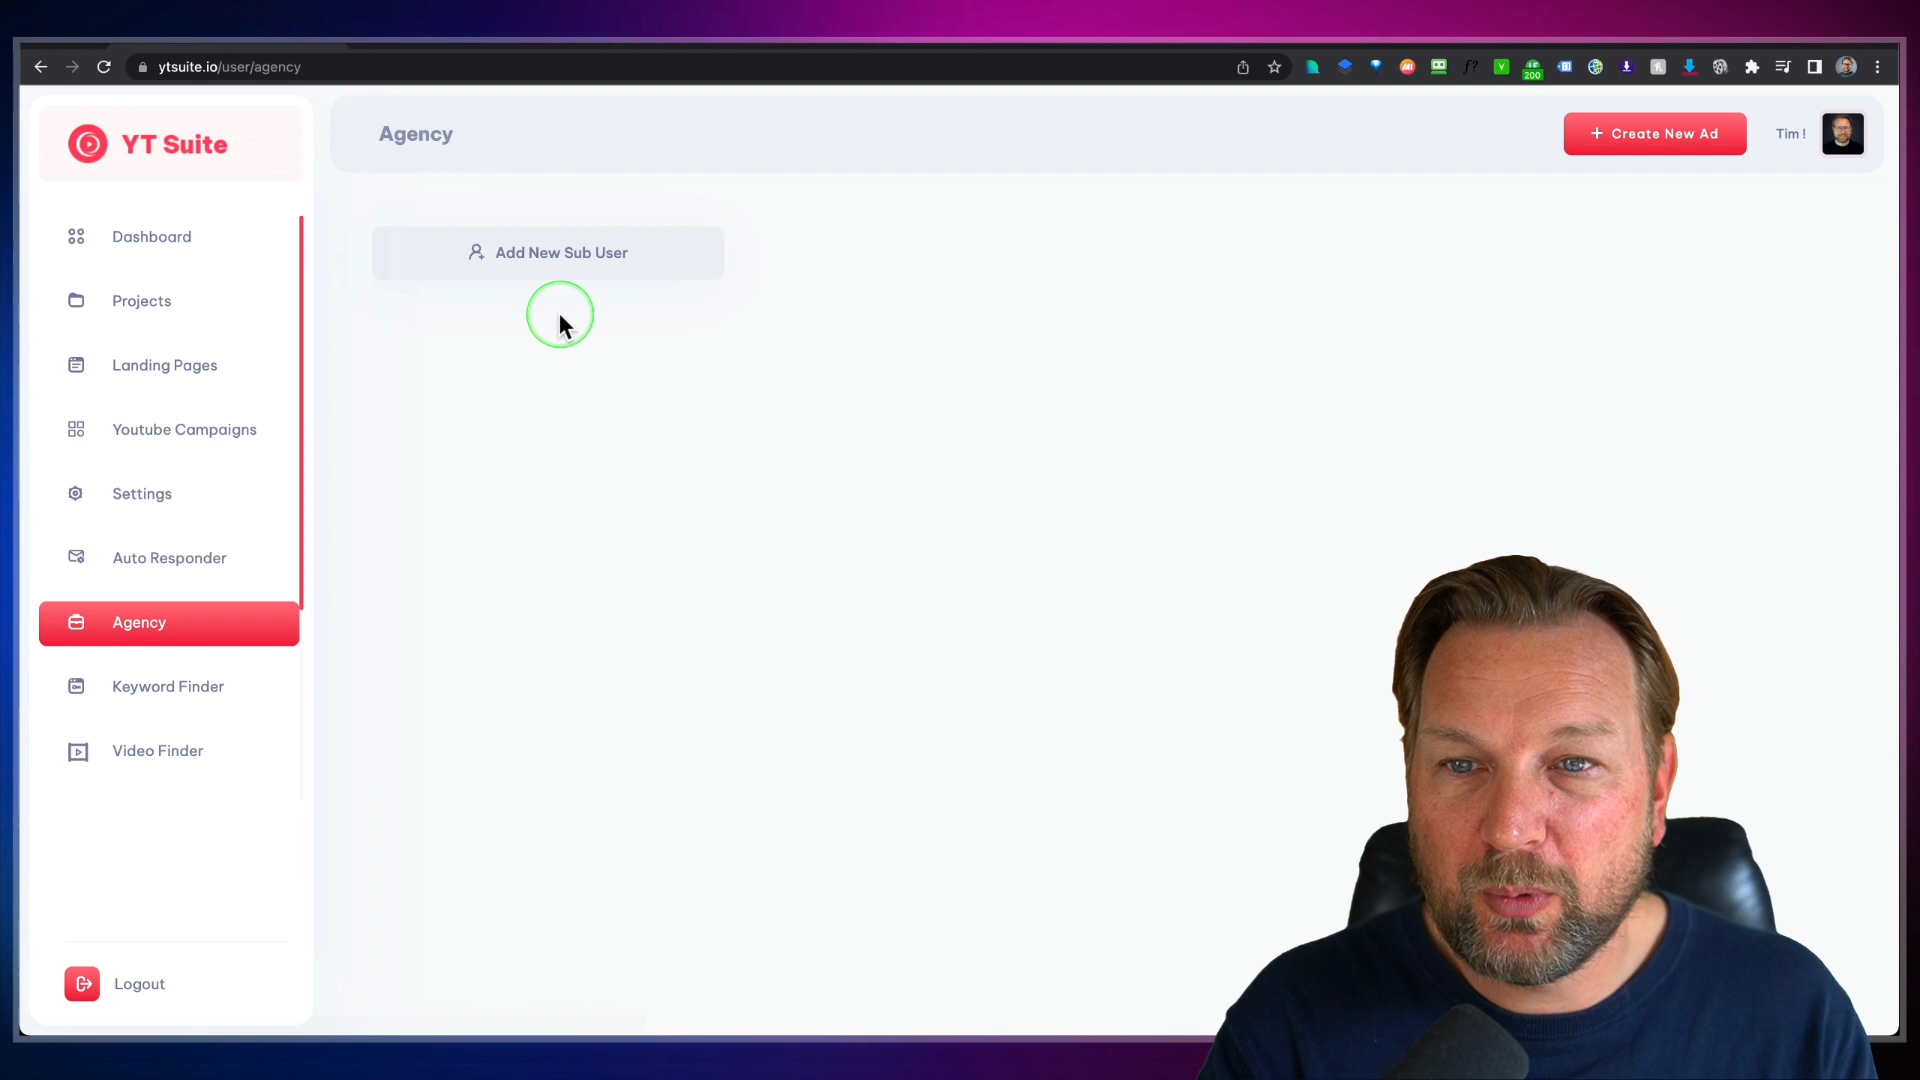 ytsuite.io/user/agency
200
YT Suite
Agency
+ Create New Ad
Tim !
Dashboard
Add New Sub User
Projects
Landing Pages
Youtube Campaigns
Settings
Auto Responder
Agency
Keyword Finder
Video Finder
Logout